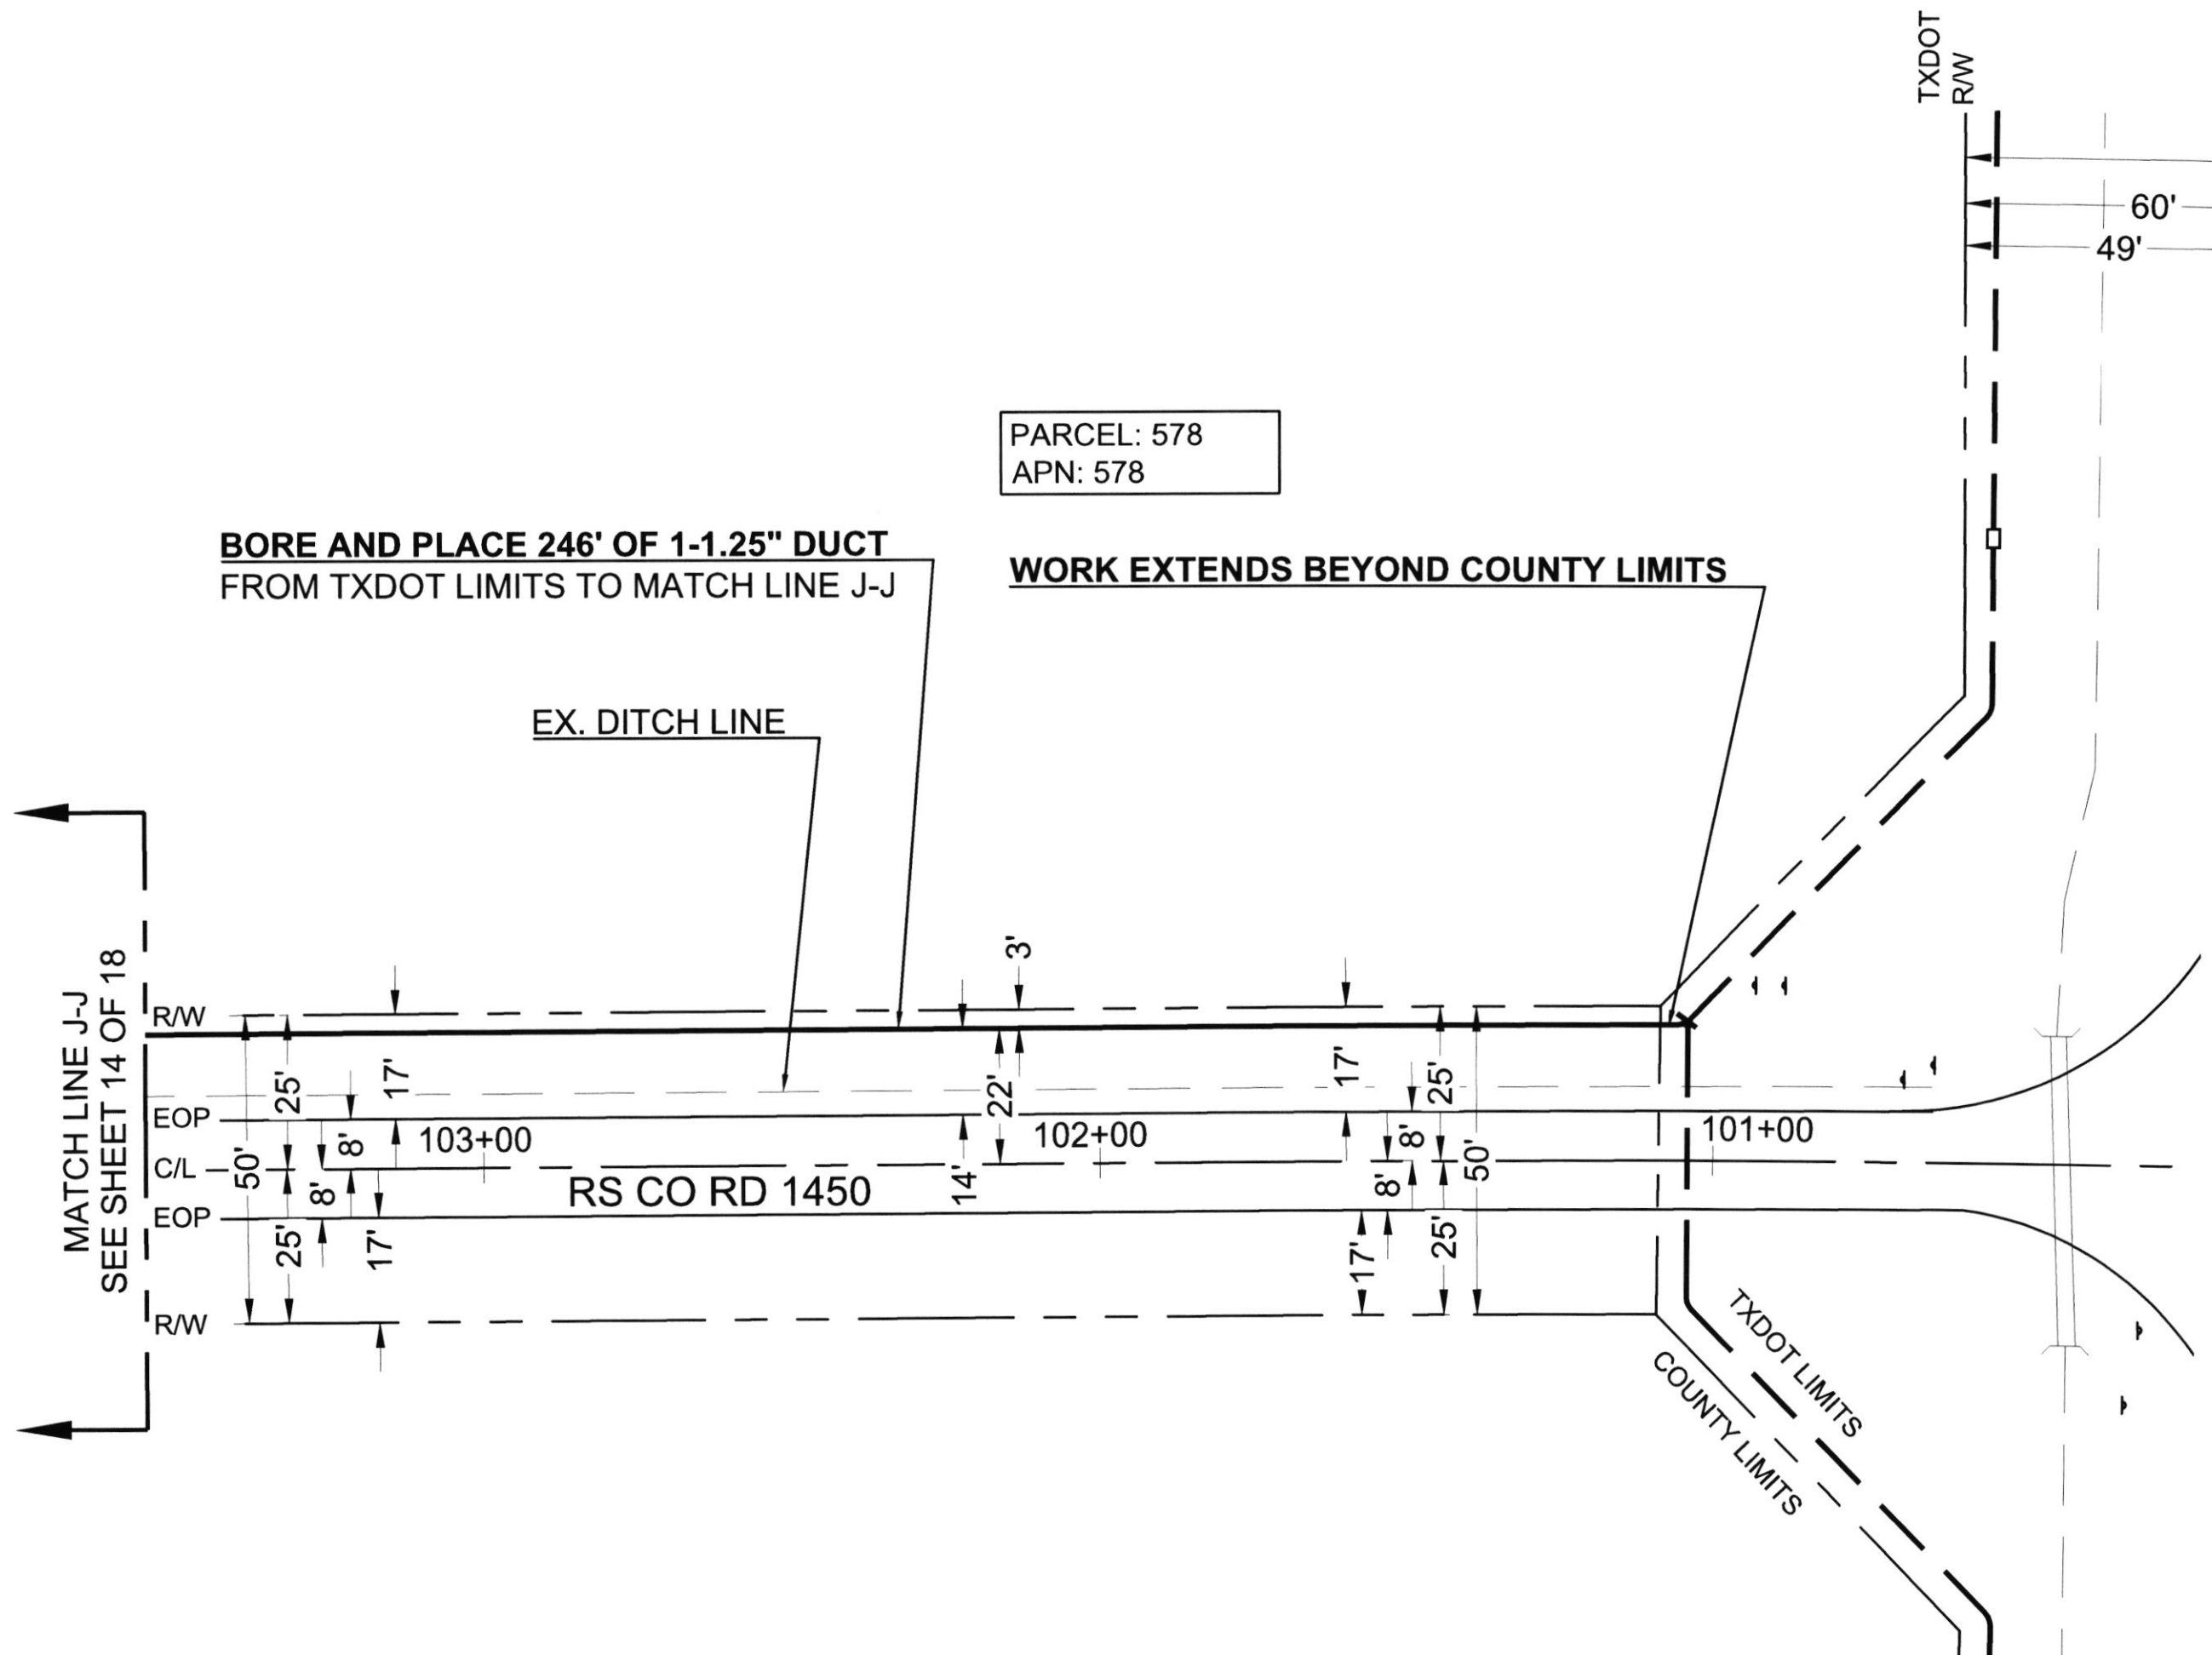 TXDOT
R/W
60'
49'
PARCEL: 578
APN: 578
BORE AND PLACE 246' OF 1-1.25" DUCT
FROM TXDOT LIMITS TO MATCH LINE J-J
WORK EXTENDS BEYOND COUNTY LIMITS
EX. DITCH LINE
MATCH LINE J-J
SEE SHEET 14 OF 18
R/W
EOP
C/L
EOP
R/W
50'
25'
25'
8'
8'
17'
17'
103+00
RS CO RD 1450
3'
22'
14'
102+00
17'
17'
8'
8'
25'
25'
50'
101+00
TXDOT LIMITS
COUNTY LIMITS